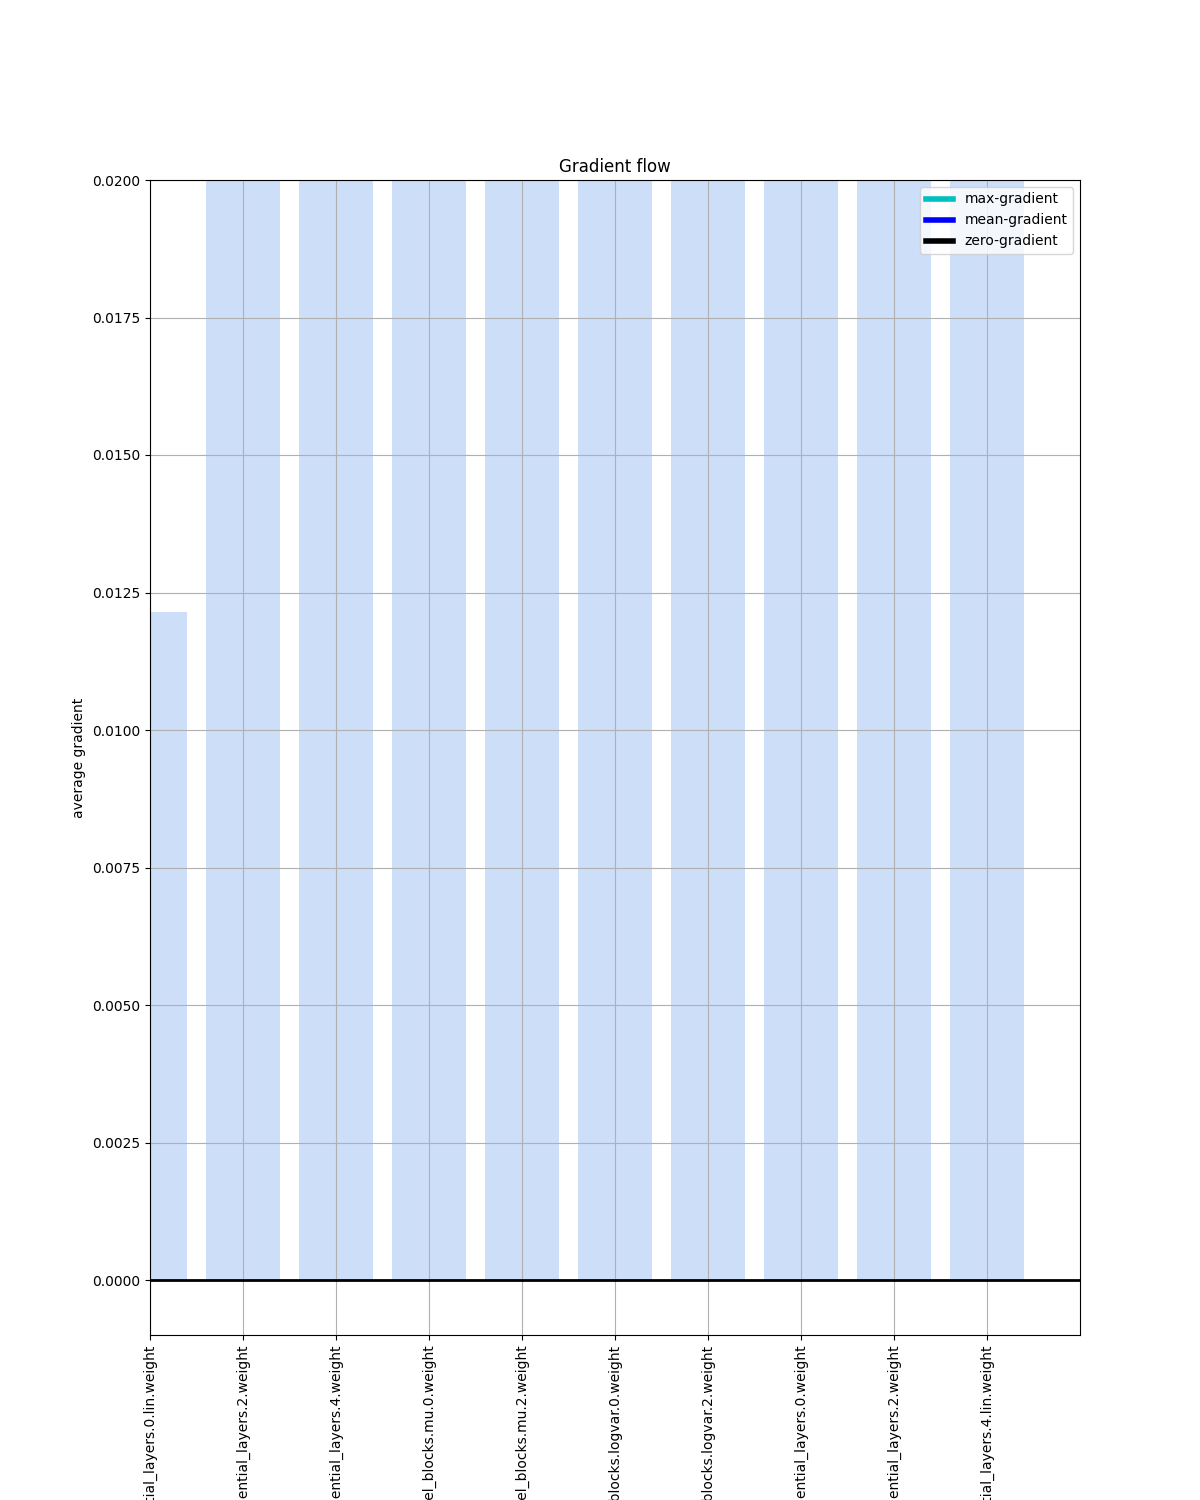 Gradient flow
max-gradient
mean-gradient
zero-gradient
0.0200
0.0175
0.0150
0.0125
0.0100
0.0075
0.0050
0.0025
0.0000
average gradient
tial_layers.0.lin.weight
ential_layers.2.weight
ential_layers.4.weight
el_blocks.mu.0.weight
el_blocks.mu.2.weight
blocks.logvar.0.weight
blocks.logvar.2.weight
ential_layers.0.weight
ential_layers.2.weight
tial_layers.4.lin.weight